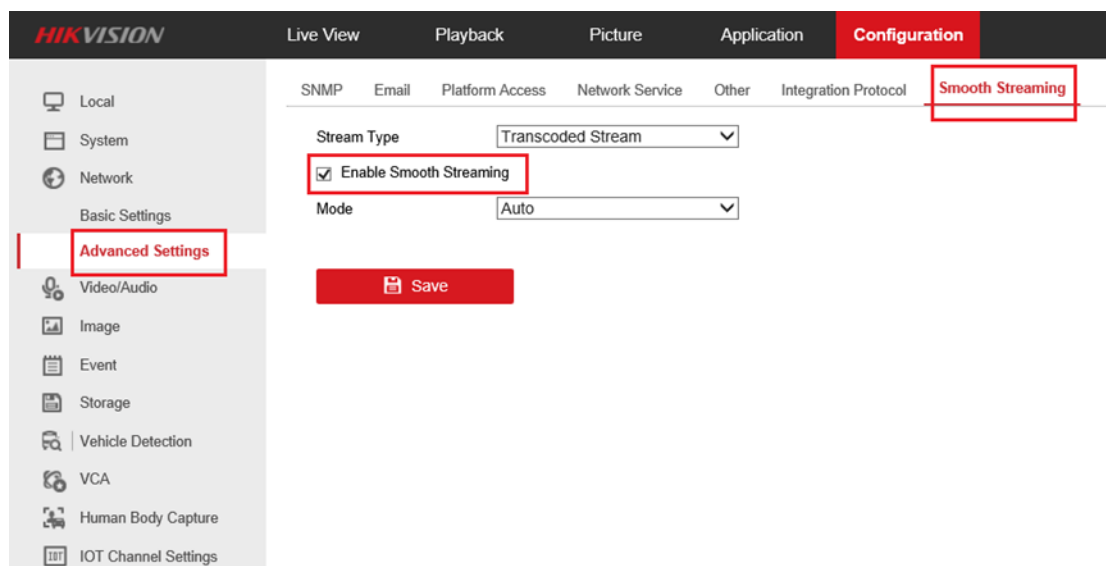 HIKVISION Live View Playback Picture Application Configuration
SNMP Email Platform Access Network Service Other Integration Protocol Smooth Streaming
Local
System
Network
Basic Settings
Advanced Settings
Video/Audio
Image
Event
Storage
Vehicle Detection
VCA
Human Body Capture
IOT IOT Channel Settings
Stream Type Transcoded Stream
Enable Smooth Streaming
Mode Auto
Save